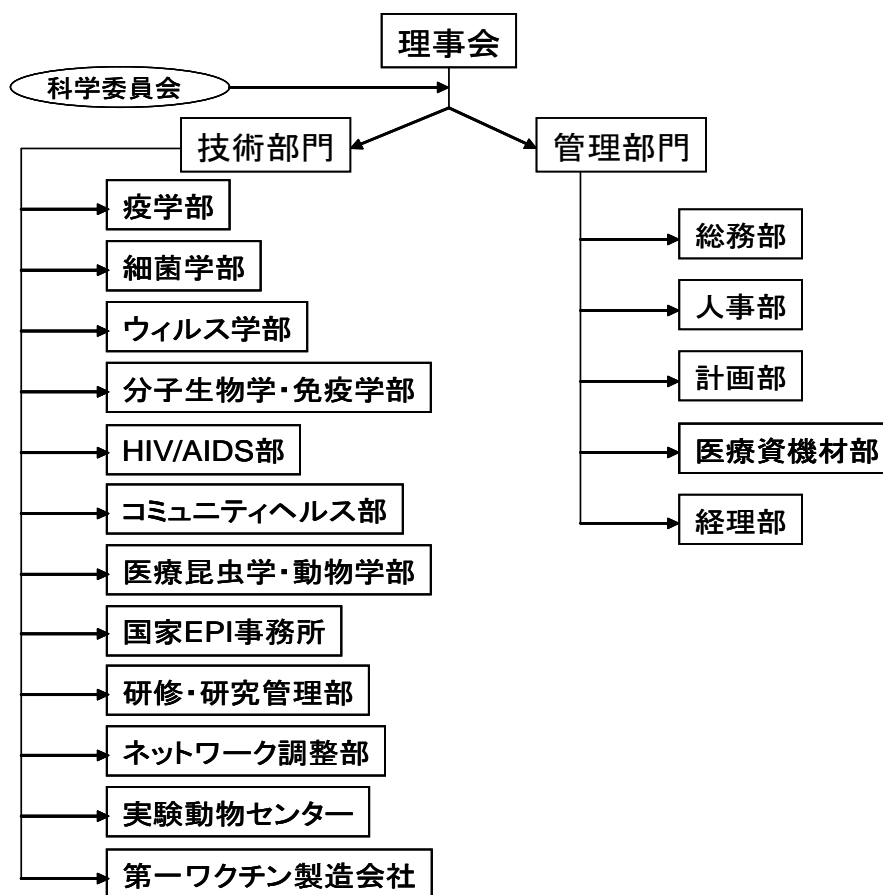 理事会
科学委員会
技術部門
管理部門
疫学部
細菌学部
ウィルス学部
分子生物学・免疫学部
HIV/AIDS部
コミュニティヘルス部
医療昆虫学・動物学部
国家EPI事務所
研修・研究管理部
ネットワーク調整部
実験動物センター
第一ワクチン製造会社
総務部
人事部
計画部
医療資機材部
経理部